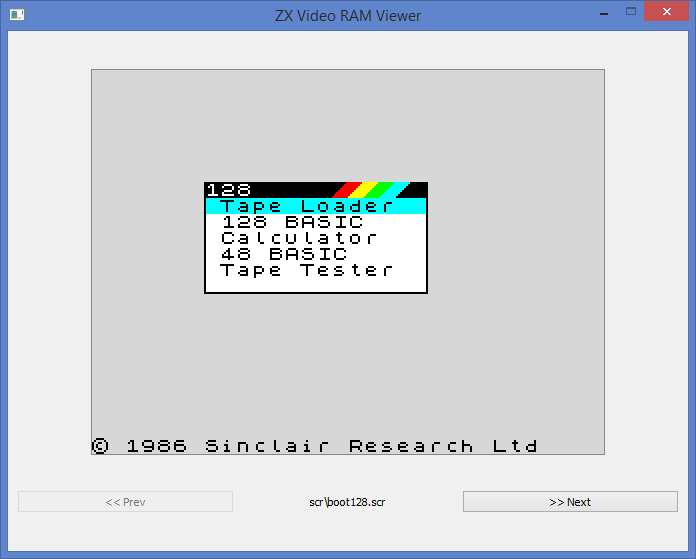 ZX Video RAM Viewer
128
Tape Loader
128 BASIC
Calculator
48 BASIC
Tape Tester
© 1986 Sinclair Research Ltd
<< Prev
scr\boot128.scr
>> Next